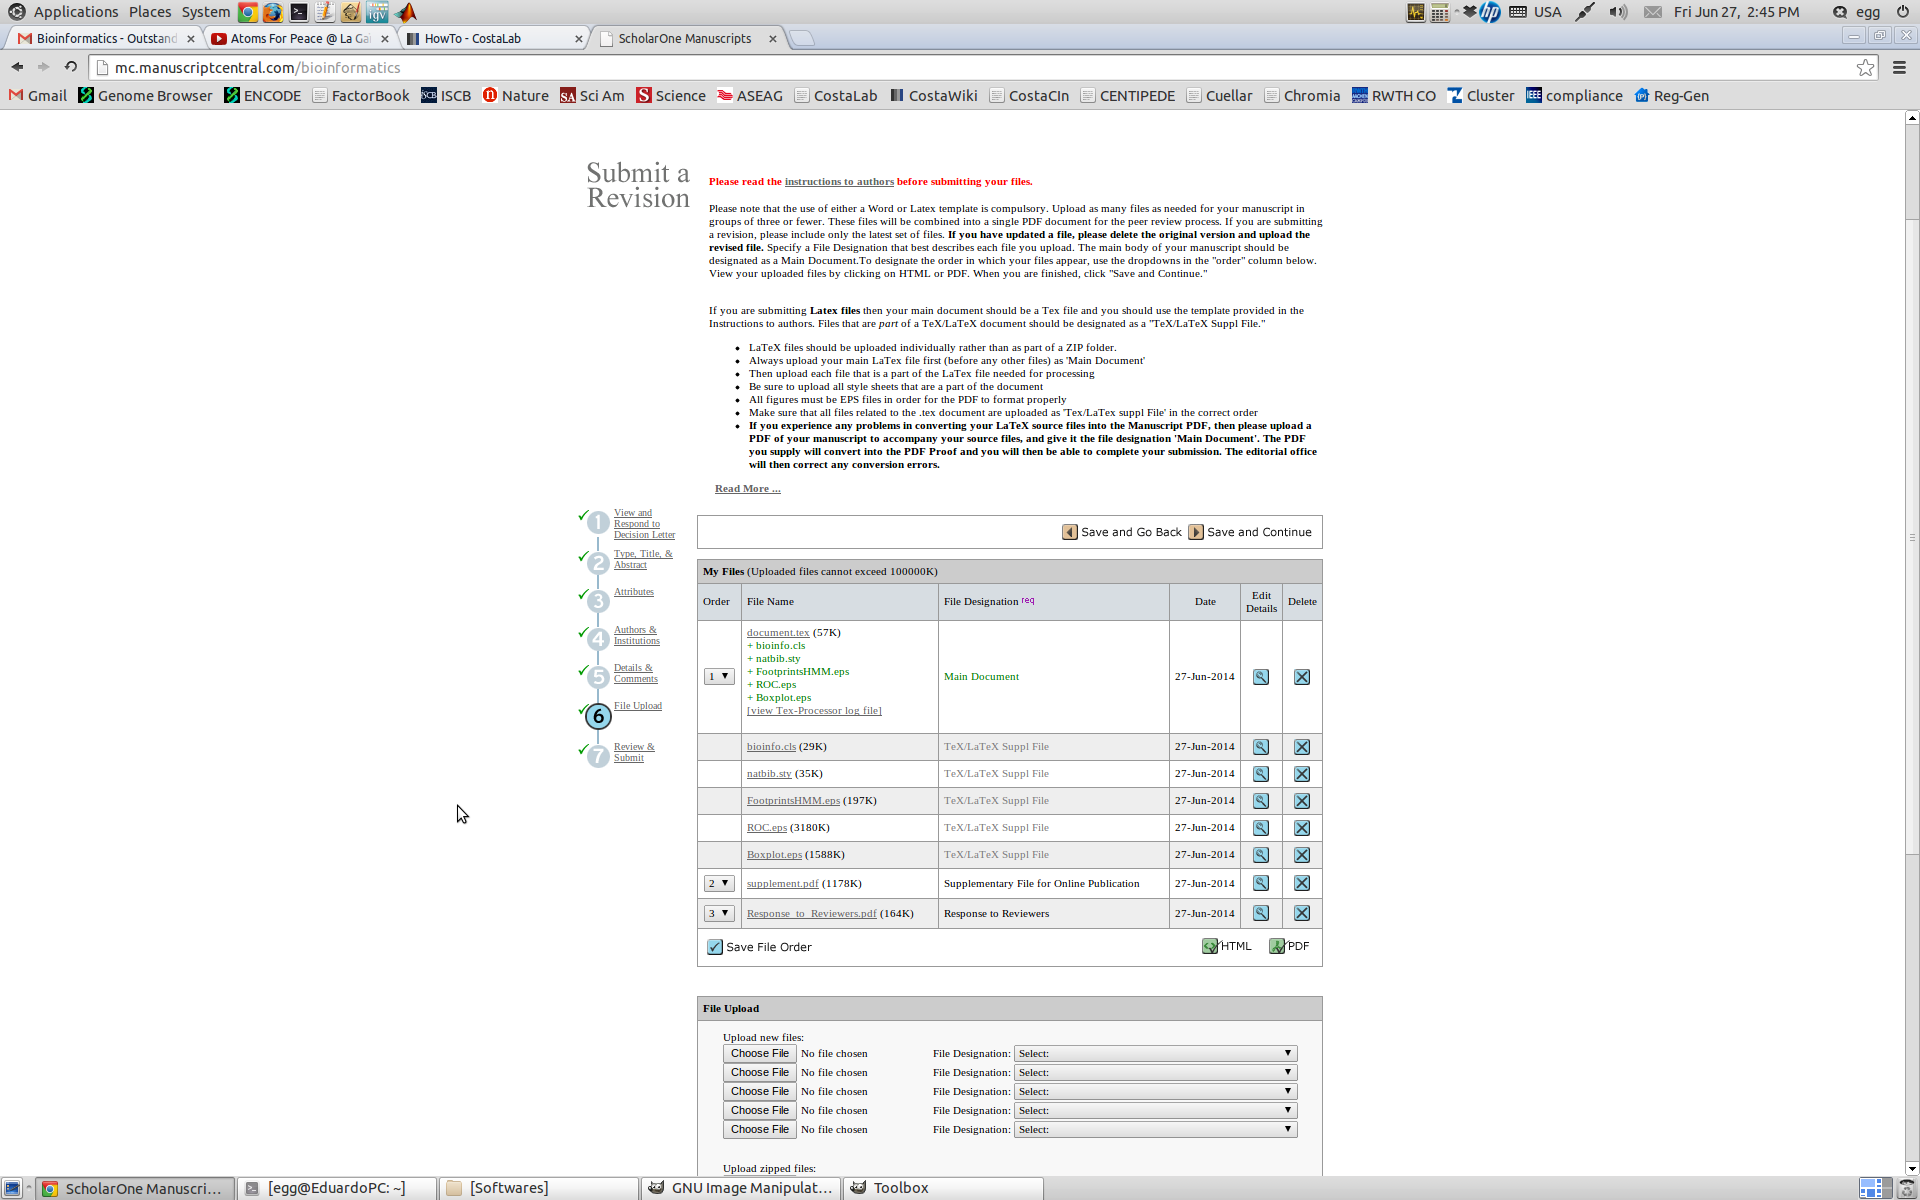 Applications Places System
USA Fri Jun 27, 2:45 PM egg
Bioinformatics - Outstand
Atoms For Peace @ La Ga
HowTo - CostaLab
ScholarOne Manuscripts
mc.manuscriptcentral.com/bioinformatics
Gmail Genome Browser ENCODE FactorBook ISCB Nature Sci Am Science ASEAG CostaLab CostaWiki CostaCIn CENTIPEDE Cuellar Chromia RWTH CO Cluster compliance Reg-Gen
Submit a
Revision
Please read the instructions to authors before submitting your files.
Please note that the use of either a Word or Latex template is compulsory. Upload as many files as needed for your manuscript in
groups of three or fewer. These files will be combined into a single PDF document for the peer review process. If you are submitting
a revision, please include only the latest set of files. If you have updated a file, please delete the original version and upload the
revised file. Specify a File Designation that best describes each file you upload. The main body of your manuscript should be
designated as a Main Document.To designate the order in which your files appear, use the dropdowns in the "order" column below.
View your uploaded files by clicking on HTML or PDF. When you are finished, click "Save and Continue."
If you are submitting Latex files then your main document should be a Tex file and you should use the template provided in the
Instructions to authors. Files that are part of a TeX/LaTeX document should be designated as a "TeX/LaTeX Suppl File."
• LaTeX files should be uploaded individually rather than as part of a ZIP folder.
• Always upload your main LaTex file first (before any other files) as 'Main Document'
• Then upload each file that is a part of the LaTex file needed for processing
• Be sure to upload all style sheets that are a part of the document
• All figures must be EPS files in order for the PDF to format properly
• Make sure that all files related to the .tex document are uploaded as 'Tex/LaTex suppl File' in the correct order
• If you experience any problems in converting your LaTeX source files into the Manuscript PDF, then please upload a
PDF of your manuscript to accompany your source files, and give it the file designation 'Main Document'. The PDF
you supply will convert into the PDF Proof and you will then be able to complete your submission. The editorial office
will then correct any conversion errors.
Read More ...
1 View and
Respond to
Decision Letter
2 Type, Title, &
Abstract
3 Attributes
4 Authors &
Institutions
5 Details &
Comments
6 File Upload
7 Review &
Submit
Save and Go Back Save and Continue
My Files (Uploaded files cannot exceed 100000K)
Order File Name File Designation req Date Edit Details Delete
1 document.tex (57K)
+ bioinfo.cls
+ natbib.sty
+ FootprintsHMM.eps
+ ROC.eps
+ Boxplot.eps
[view Tex-Processor log file]
Main Document 27-Jun-2014
bioinfo.cls (29K) TeX/LaTeX Suppl File 27-Jun-2014
natbib.sty (35K) TeX/LaTeX Suppl File 27-Jun-2014
FootprintsHMM.eps (197K) TeX/LaTeX Suppl File 27-Jun-2014
ROC.eps (3180K) TeX/LaTeX Suppl File 27-Jun-2014
Boxplot.eps (1588K) TeX/LaTeX Suppl File 27-Jun-2014
2 supplement.pdf (1178K) Supplementary File for Online Publication 27-Jun-2014
3 Response_to_Reviewers.pdf (164K) Response to Reviewers 27-Jun-2014
Save File Order HTML PDF
File Upload
Upload new files:
Choose File No file chosen File Designation: Select:
Choose File No file chosen File Designation: Select:
Choose File No file chosen File Designation: Select:
Choose File No file chosen File Designation: Select:
Choose File No file chosen File Designation: Select:
Upload zipped files:
ScholarOne Manuscri... [egg@EduardoPC: ~] [Softwares] GNU Image Manipulat... Toolbox